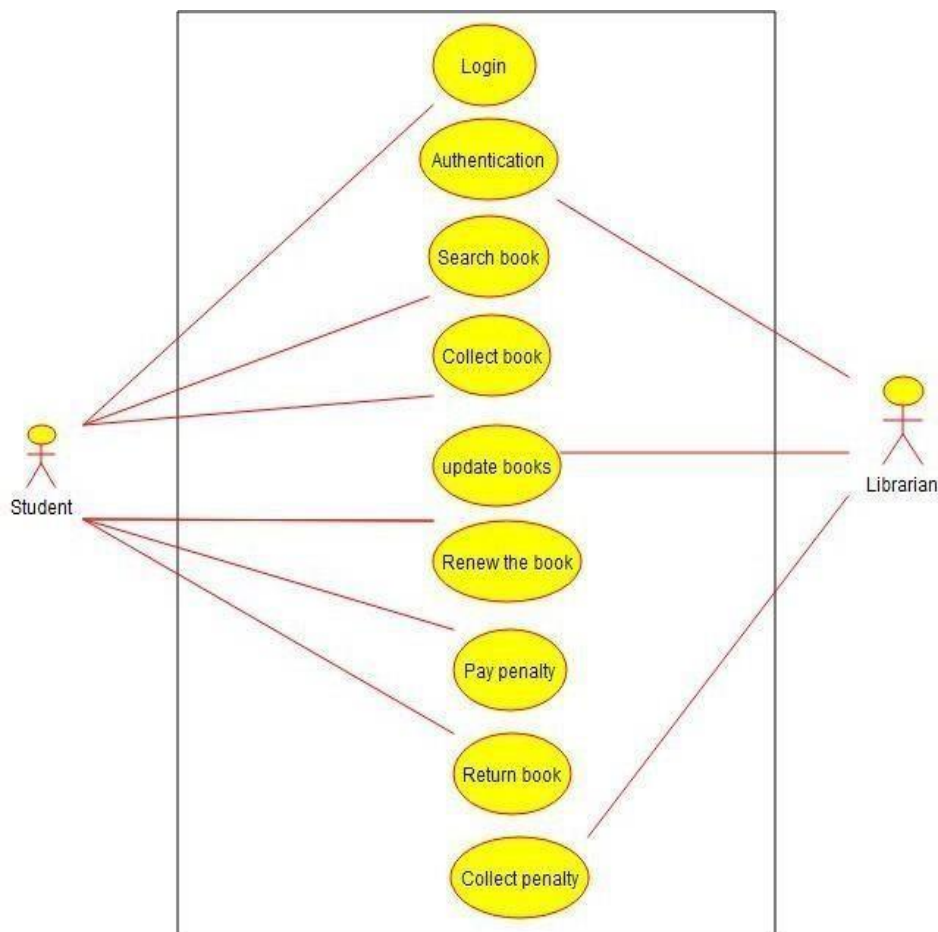 Login
Authentication
Search book
Collect book
update books
Renew the book
Pay penalty
Return book
Collect penalty
Student
Librarian